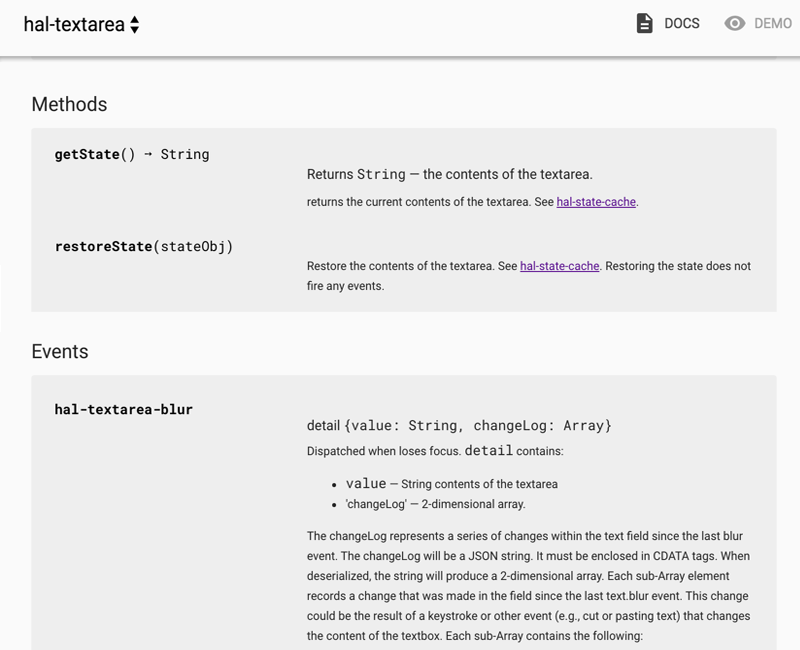 hal-textarea
DOCS
DEMO
Methods
getState() → String
Returns String — the contents of the textarea.
returns the current contents of the textarea. See hal-state-cache.
restoreState(stateObj)
Restore the contents of the textarea. See hal-state-cache. Restoring the state does not
fire any events.
Events
hal-textarea-blur
detail {value: String, changeLog: Array}
Dispatched when loses focus. detail contains:
• value — String contents of the textarea
• 'changeLog' — 2-dimensional array.
The changeLog represents a series of changes within the text field since the last blur
event. The changeLog will be a JSON string. It must be enclosed in CDATA tags. When
deserialized, the string will produce a 2-dimensional array. Each sub-Array element
records a change that was made in the field since the last text.blur event. This change
could be the result of a keystroke or other event (e.g., cut or pasting text) that changes
the content of the textbox. Each sub-Array contains the following: